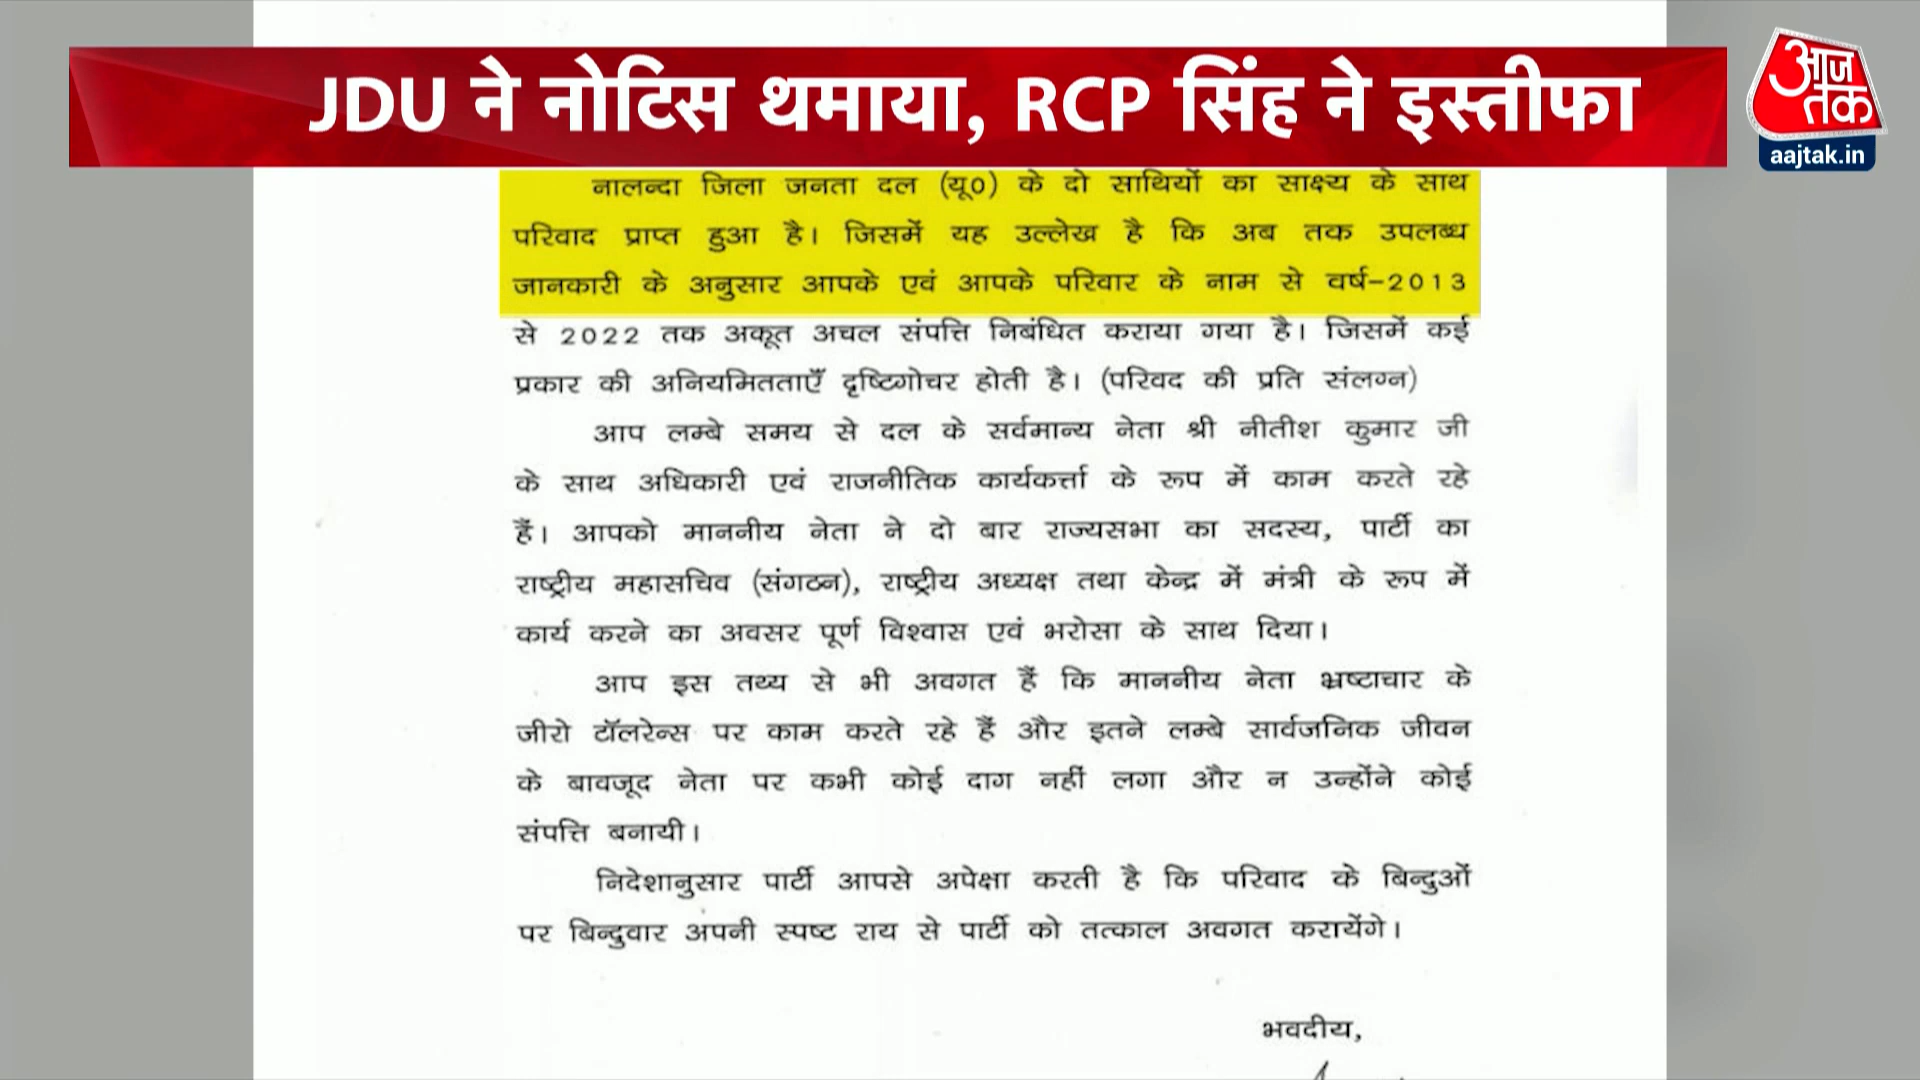 JDU ने नोटिस थमाया, RCP सिंह ने इस्तीफा
आज
तक
aajtak.in
नालन्दा जिला जनता दल (यू0) के दो साथियों का साक्ष्य के साथ
परिवाद प्राप्त हुआ है। जिसमें यह उल्लेख है कि अब तक उपलब्ध
जानकारी के अनुसार आपके एवं आपके परिवार के नाम से वर्ष-2013
से 2022 तक अकूत अचल संपत्ति निबंधित कराया गया है। जिसमें कई
प्रकार की अनियमितताएँ दृष्टिगोचर होती है। (परिवद की प्रति संलग्न)
आप लम्बे समय से दल के सर्वमान्य नेता श्री नीतीश कुमार जी
के साथ अधिकारी एवं राजनीतिक कार्यकर्त्ता के रूप में काम करते रहे
हैं। आपको माननीय नेता ने दो बार राज्यसभा का सदस्य, पार्टी का
राष्ट्रीय महासचिव (संगठन), राष्ट्रीय अध्यक्ष तथा केन्द्र में मंत्री के रूप में
कार्य करने का अवसर पूर्ण विश्वास एवं भरोसा के साथ दिया।
आप इस तथ्य से भी अवगत हैं कि माननीय नेता भ्रष्टाचार के
जीरो टॉलरेन्स पर काम करते रहे हैं और इतने लम्बे सार्वजनिक जीवन
के बावजूद नेता पर कभी कोई दाग नहीं लगा और न उन्होंने कोई
संपत्ति बनायी।
निदेशानुसार पार्टी आपसे अपेक्षा करती है कि परिवाद के बिन्दुओं
पर बिन्दुवार अपनी स्पष्ट राय से पार्टी को तत्काल अवगत करायेंगे।
भवदीय,